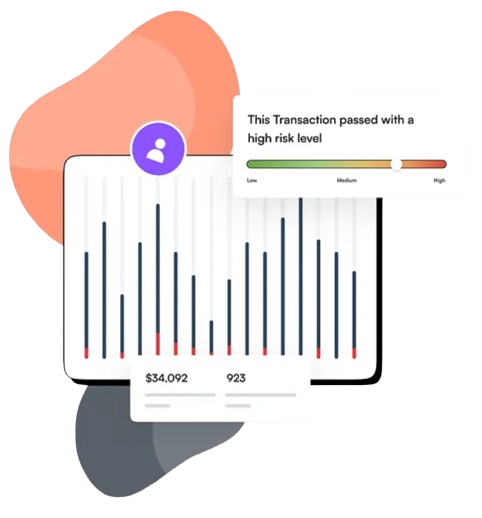 This Transaction passed with a
high risk level
Low Medium High
$34,092 923